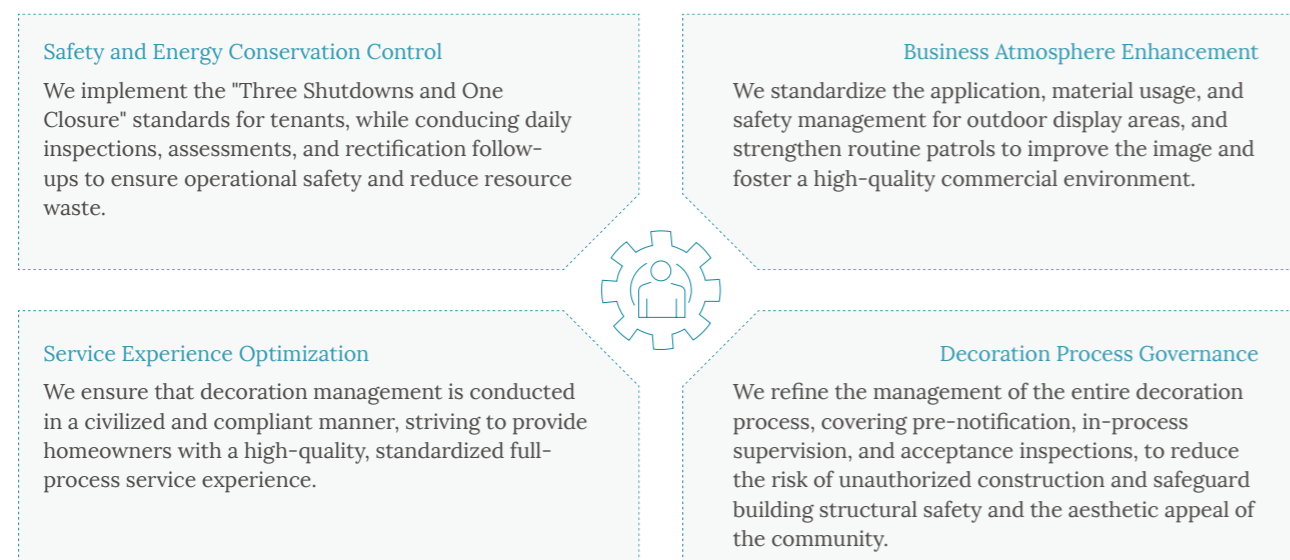 Safety and Energy Conservation Control
We implement the "Three Shutdowns and One
Closure" standards for tenants, while conducing daily
inspections, assessments, and rectification follow-
ups to ensure operational safety and reduce resource
waste.
Business Atmosphere Enhancement
We standardize the application, material usage, and
safety management for outdoor display areas, and
strengthen routine patrols to improve the image and
foster a high-quality commercial environment.
Service Experience Optimization
We ensure that decoration management is conducted
in a civilized and compliant manner, striving to provide
homeowners with a high-quality, standardized full-
process service experience.
Decoration Process Governance
We refine the management of the entire decoration
process, covering pre-notification, in-process
supervision, and acceptance inspections, to reduce
the risk of unauthorized construction and safeguard
building structural safety and the aesthetic appeal of
the community.